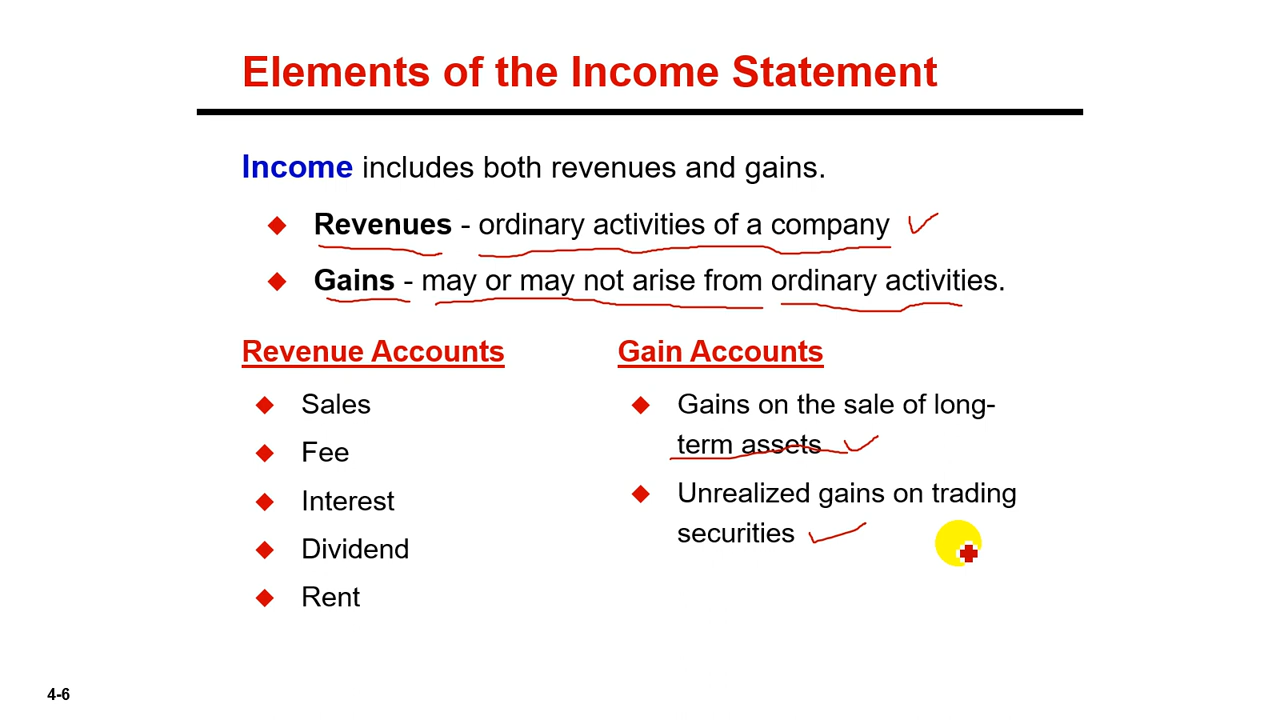 Elements of the Income Statement
Income includes both revenues and gains.
Revenues - ordinary activities of a company
Gains - may or may not arise from ordinary activities.
Revenue Accounts
Sales
Fee
Interest
Dividend
Rent
Gain Accounts
Gains on the sale of long-
term assets
Unrealized gains on trading
securities
4-6